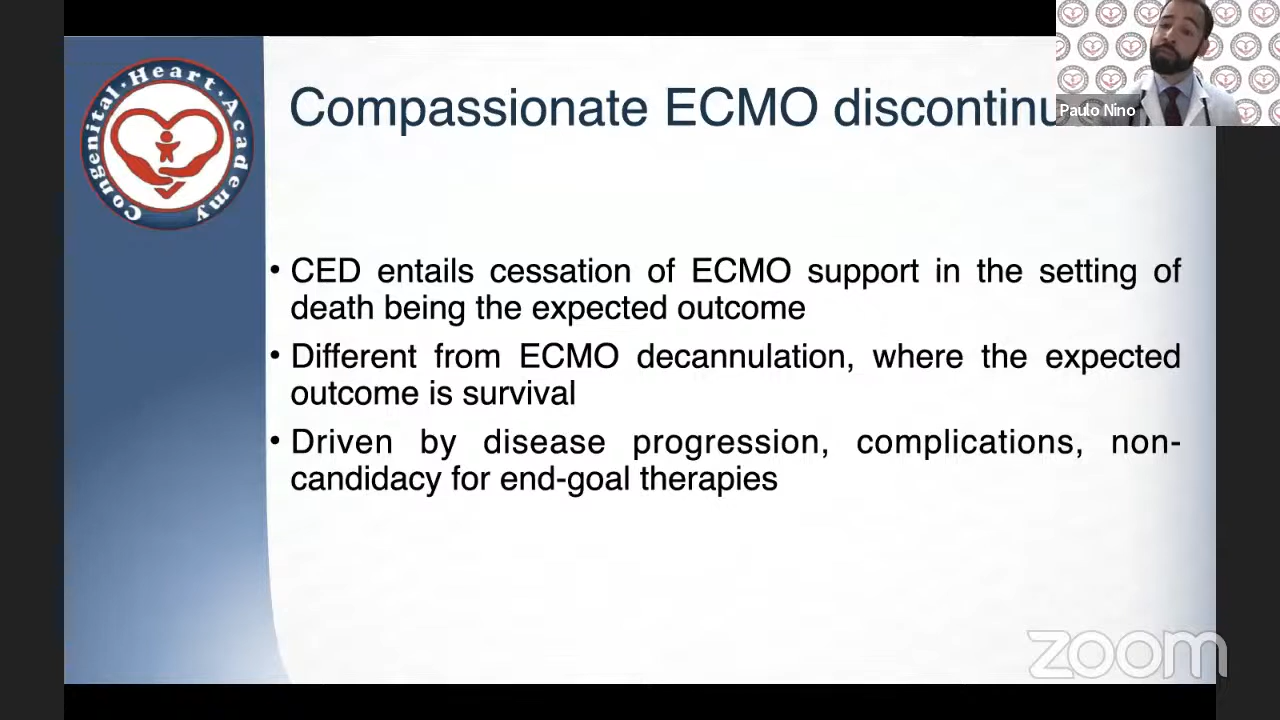 Compassionate ECMO discontinu
Paulo Nino
Congenital · Heart · Academy
• CED entails cessation of ECMO support in the setting of
death being the expected outcome
• Different from ECMO decannulation, where the expected
outcome is survival
• Driven by disease progression, complications, non-
candidacy for end-goal therapies
zoom